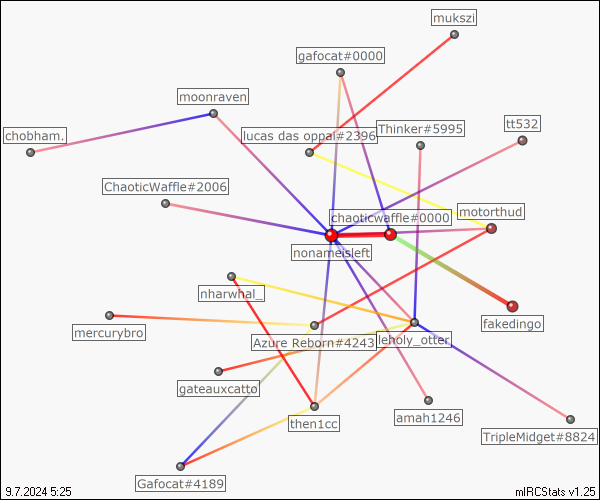 mukszi
gafocat#0000
moonraven
tt532
chobham.
lucas das oppai#2396
Thinker#5995
ChaoticWaffle#2006
chaoticwaffle#0000
motorthud
nonameisleft
nharwhal_
fakedingo
mercurybro
Azure Reborn#4243
leholy_otter
gateauxcatto
amah1246
then1cc
TripleMidget#8824
Gafocat#4189
9.7.2024 5:25
mIRCStats v1.25